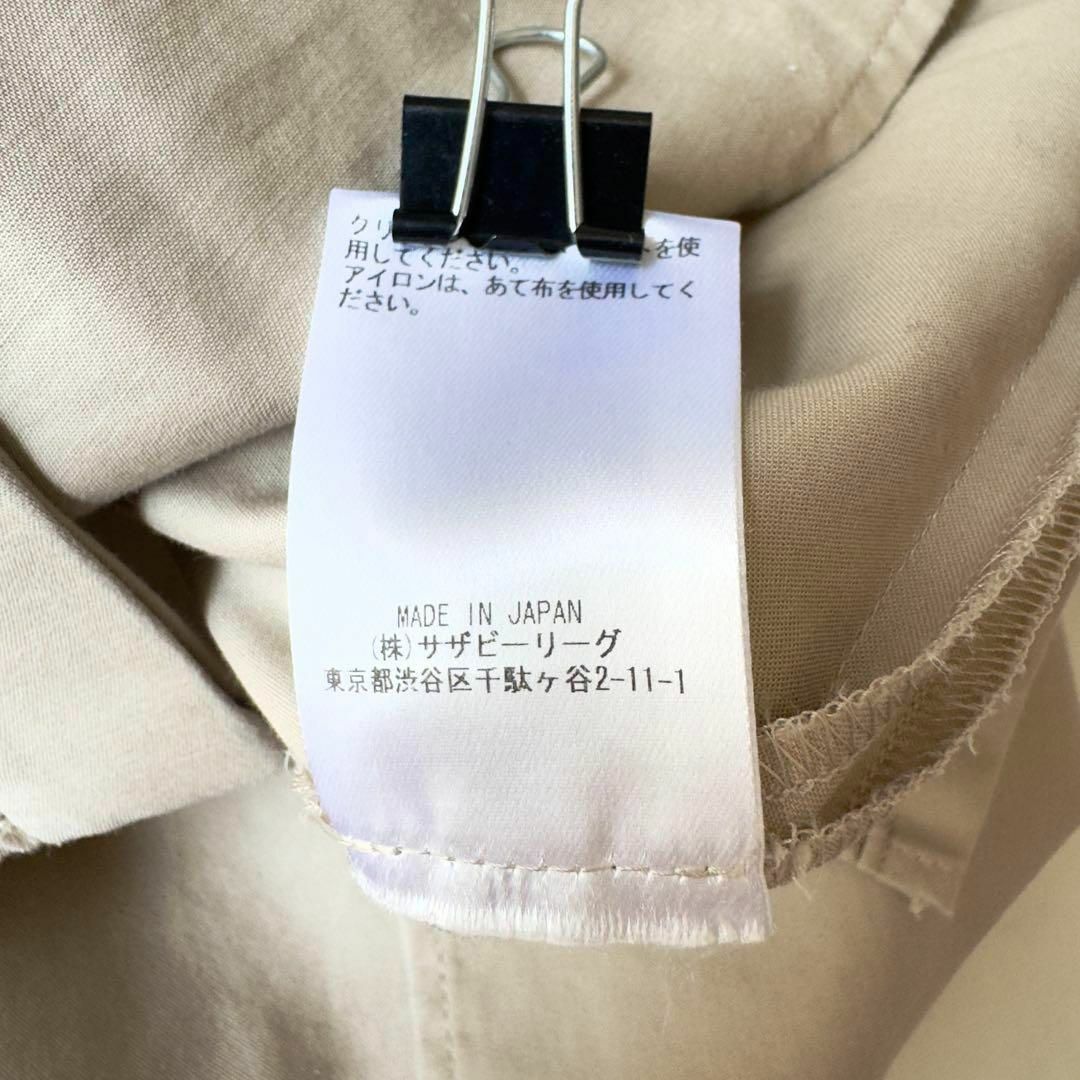 クリ を使
用してください。
アイロンは、あて布を使用してく
ださい。
MADE IN JAPAN
(株)サザビーリーグ
東京都渋谷区千駄ヶ谷2-11-1